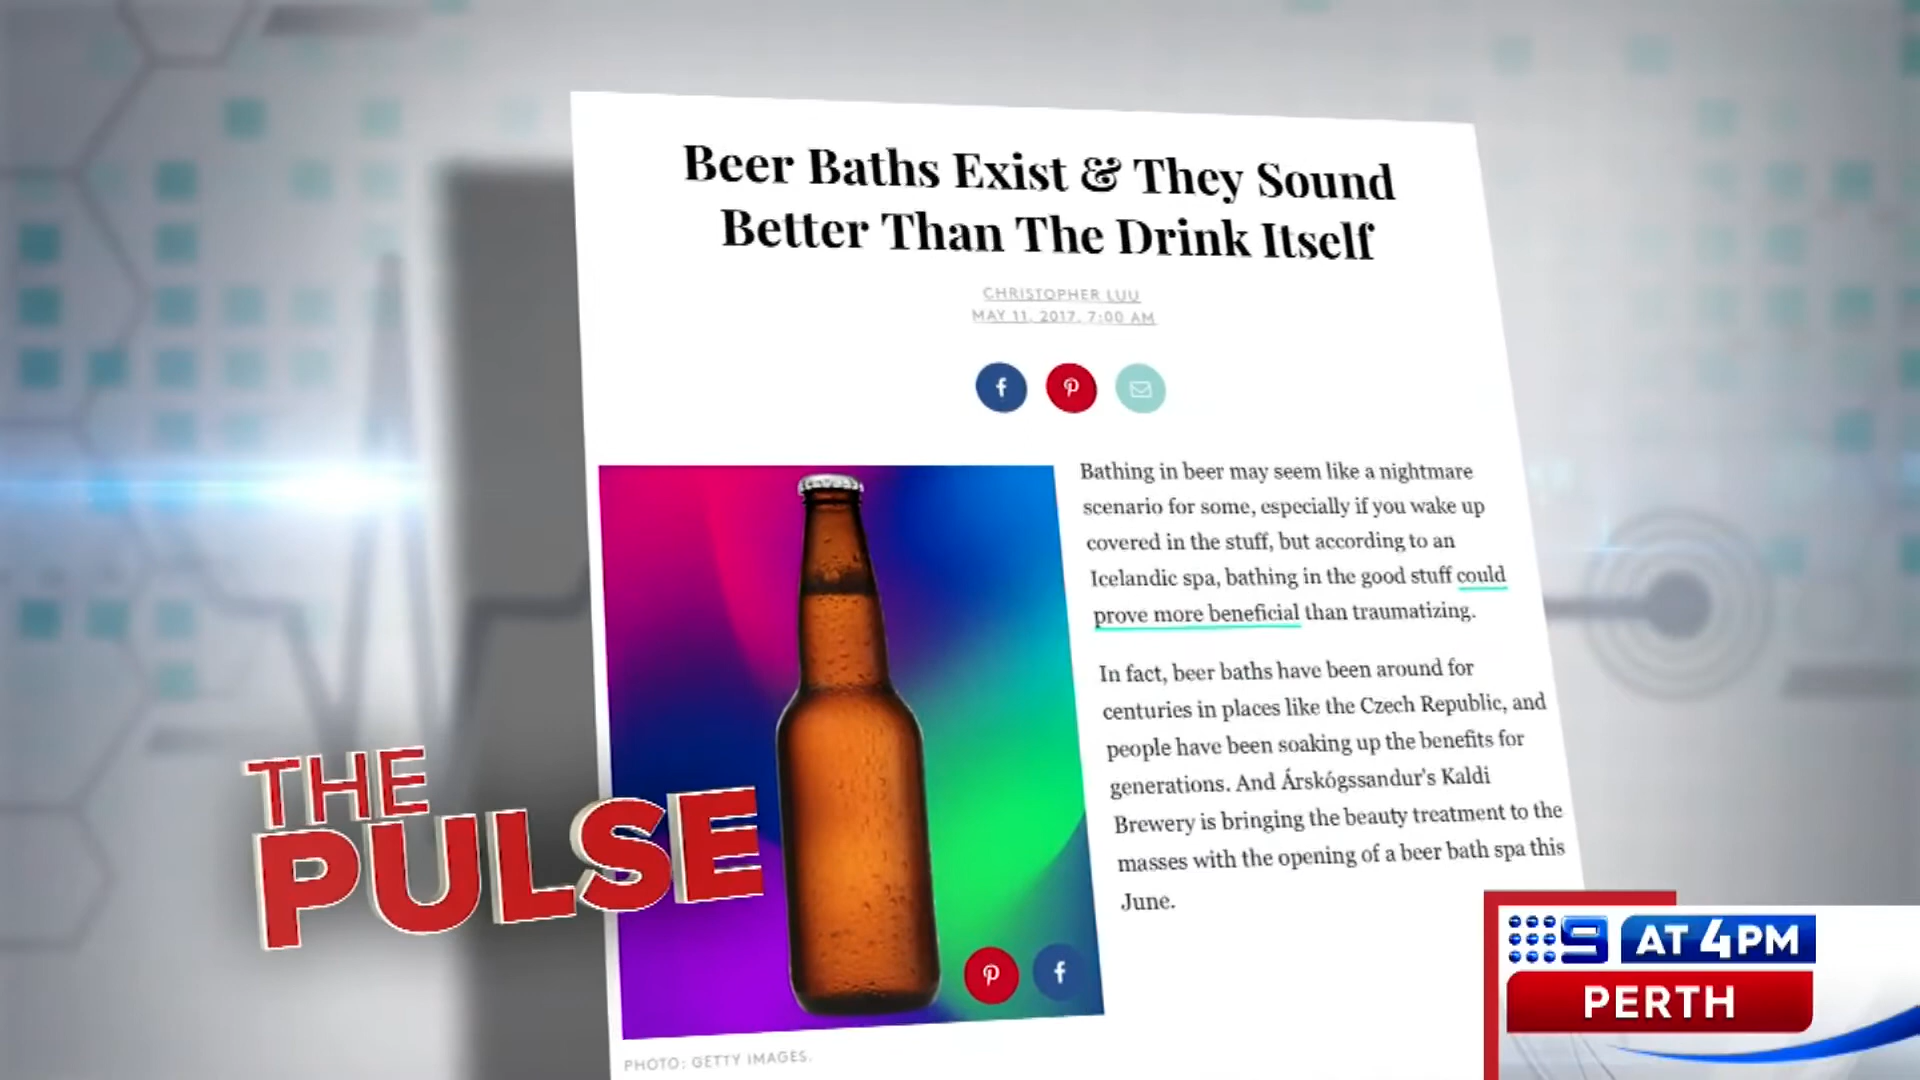 Beer Baths Exist & They Sound
Better Than The Drink Itself
CHRISTOPHER LUU
MAY 11, 2017, 7:00 AM
Bathing in beer may seem like a nightmare
scenario for some, especially if you wake up
covered in the stuff, but according to an
Icelandic spa, bathing in the good stuff could
prove more beneficial than traumatizing.
In fact, beer baths have been around for
centuries in places like the Czech Republic, and
people have been soaking up the benefits for
generations. And Árskógssandur's Kaldi
Brewery is bringing the beauty treatment to the
masses with the opening of a beer bath spa this
June.
PHOTO: GETTY IMAGES.
THE
PULSE
9 AT 4PM
PERTH